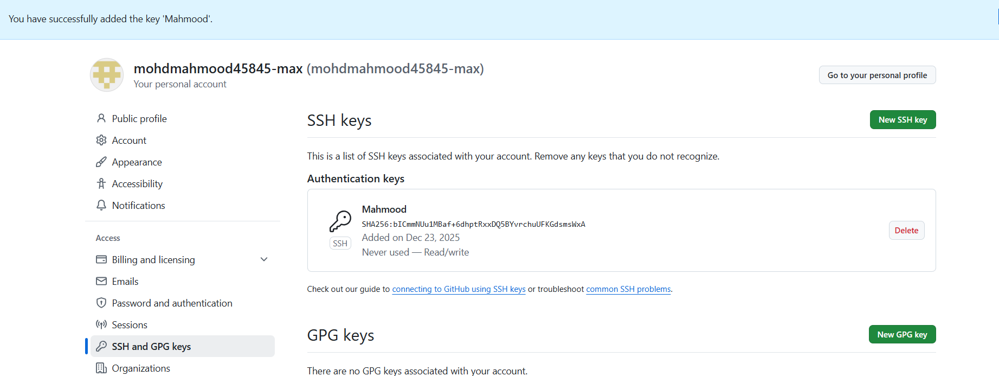 You have successfully added the key 'Mahmood'.
mohdmahmood45845-max (mohdmahmood45845-max)
Your personal account
Go to your personal profile
Public profile
Account
Appearance
Accessibility
Notifications
Access
Billing and licensing
Emails
Password and authentication
Sessions
SSH and GPG keys
Organizations
SSH keys
New SSH key
This is a list of SSH keys associated with your account. Remove any keys that you do not recognize.
Authentication keys
Mahmood
SHA256:bICmmNUu1MBaf+6dhptRxxDQ5BYvrchuUFKGdsmsWxA
Added on Dec 23, 2025
Never used — Read/write
SSH
Delete
Check out our guide to connecting to GitHub using SSH keys or troubleshoot common SSH problems.
GPG keys
New GPG key
There are no GPG keys associated with your account.